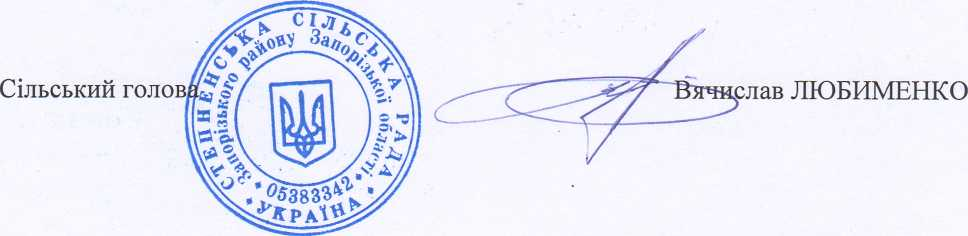 Сільський голова
СТЕПНЕНСЬКА СІЛЬСЬКА РАДА
Запорізького району Запорізької області
05383342
УКРАЇНА
Вячислав ЛЮБИМЕНКО